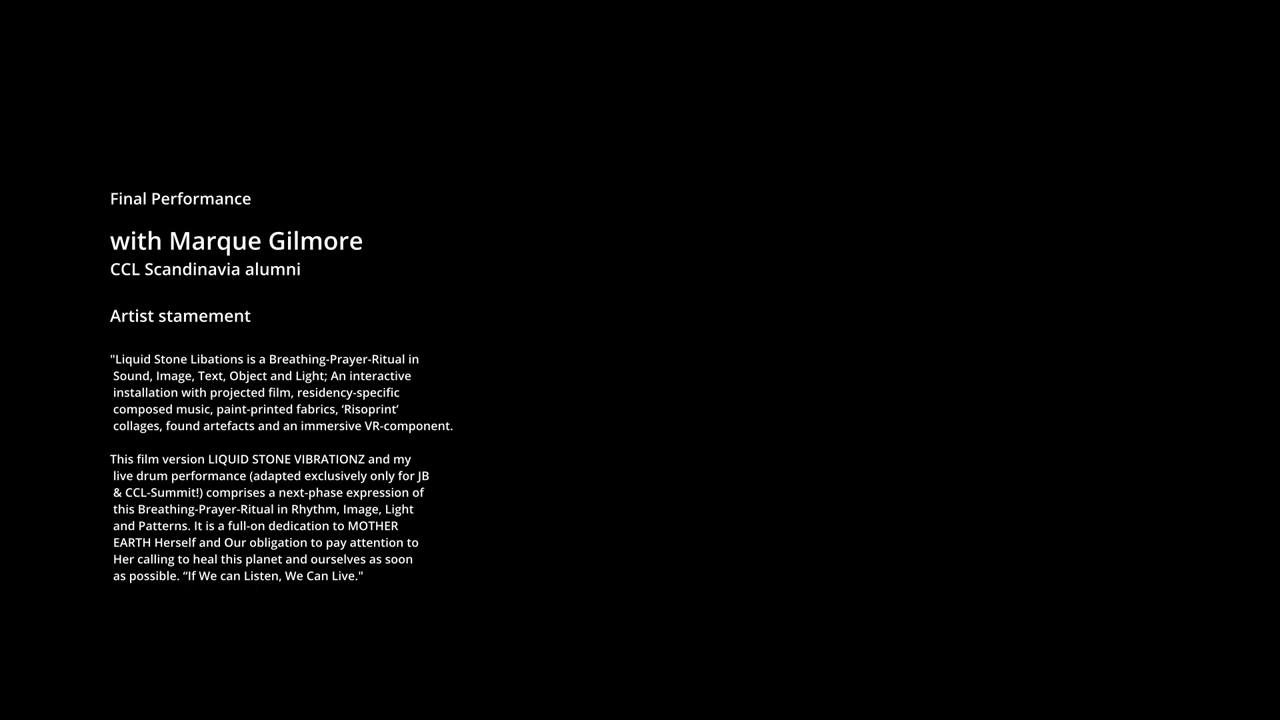 Final Performance
with Marque Gilmore
CCL Scandinavia alumni
Artist stamement
"Liquid Stone Libations is a Breathing-Prayer-Ritual in
Sound, Image, Text, Object and Light; An interactive
installation with projected film, residency-specific
composed music, paint-printed fabrics, ‘Risoprint’
collages, found artefacts and an immersive VR-component.
This film version LIQUID STONE VIBRATIONZ and my
live drum performance (adapted exclusively only for JB
& CCL-Summit!) comprises a next-phase expression of
this Breathing-Prayer-Ritual in Rhythm, Image, Light
and Patterns. It is a full-on dedication to MOTHER
EARTH Herself and Our obligation to pay attention to
Her calling to heal this planet and ourselves as soon
as possible. “If We can Listen, We Can Live."